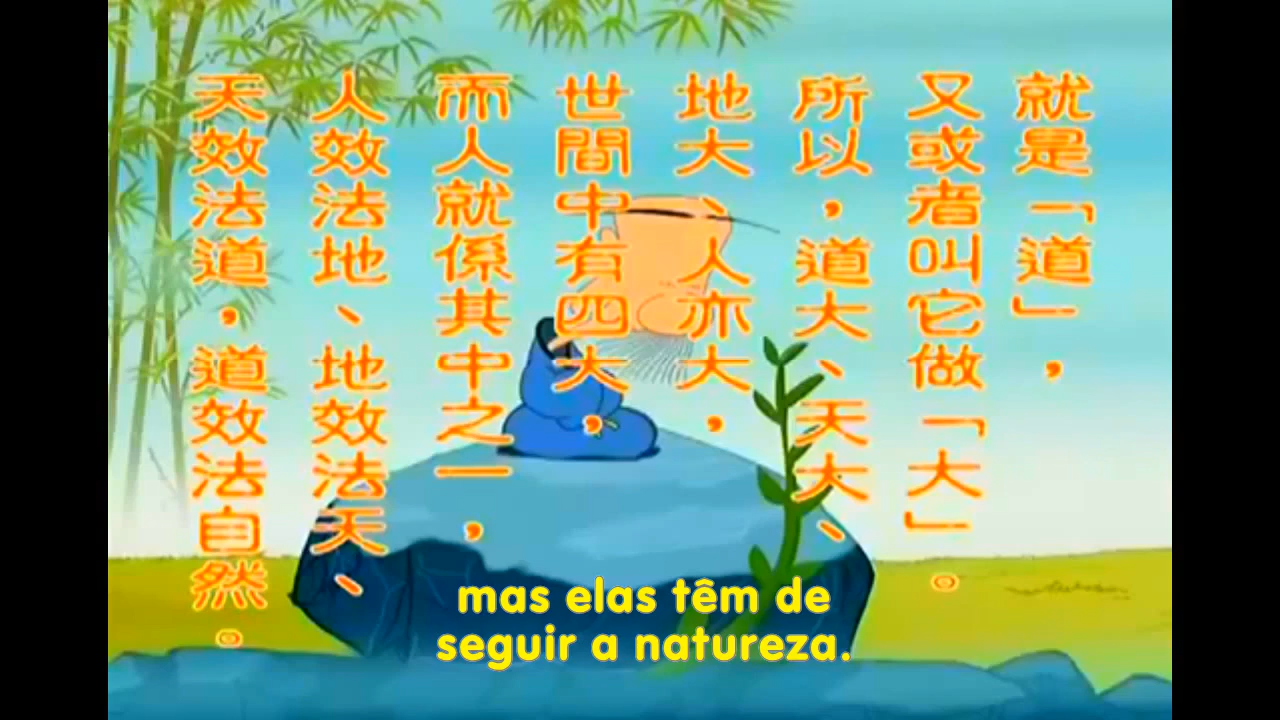 就是「道」，
又或者叫它做「大」。
所以，道大、天大、
地大、人亦大，
世間中有四大，
而人就係其中之一，
人效法地、地效法天、
天效法道，道效法自然。
mas elas têm de
seguir a natureza.